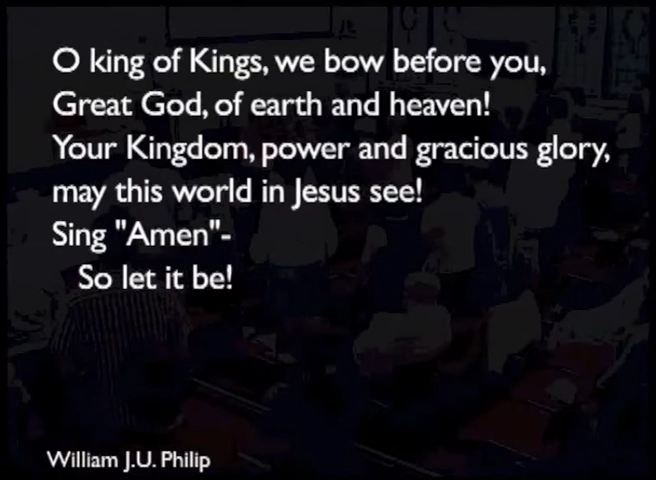 O king of Kings, we bow before you,
Great God, of earth and heaven!
Your Kingdom, power and gracious glory,
may this world in Jesus see!
Sing "Amen"-
So let it be!
William J.U. Philip